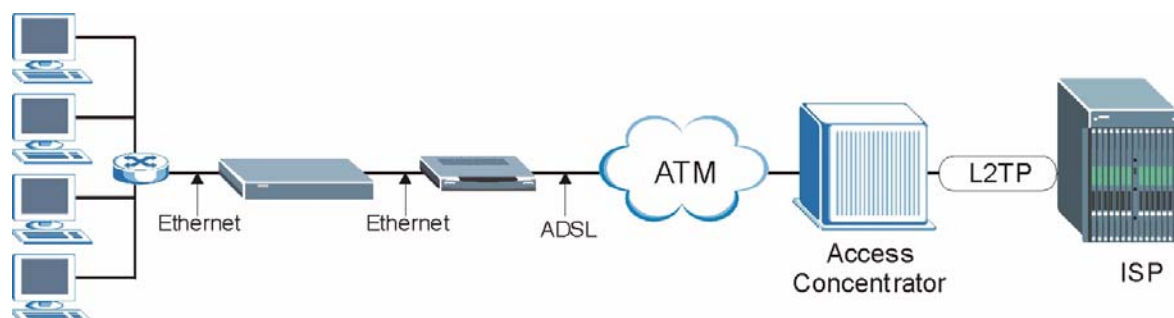 Ethernet
Ethernet
ADSL
ATM
Access
Concentrator
L2TP
ISP